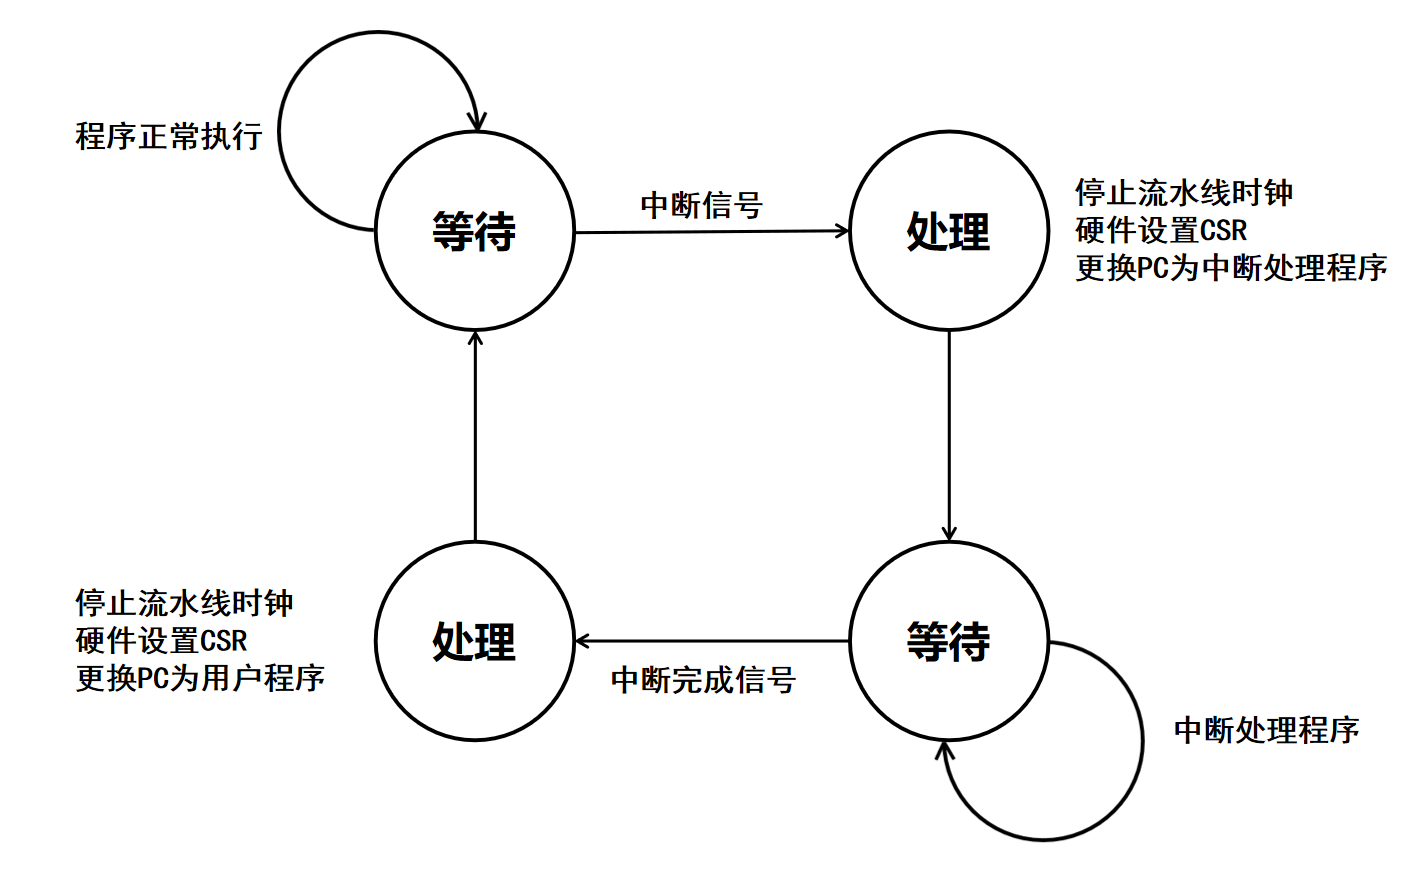 程序正常执行
等待
中断信号
处理
停止流水线时钟
硬件设置CSR
更换PC为中断处理程序
停止流水线时钟
硬件设置CSR
更换PC为用户程序
处理
中断完成信号
等待
中断处理程序